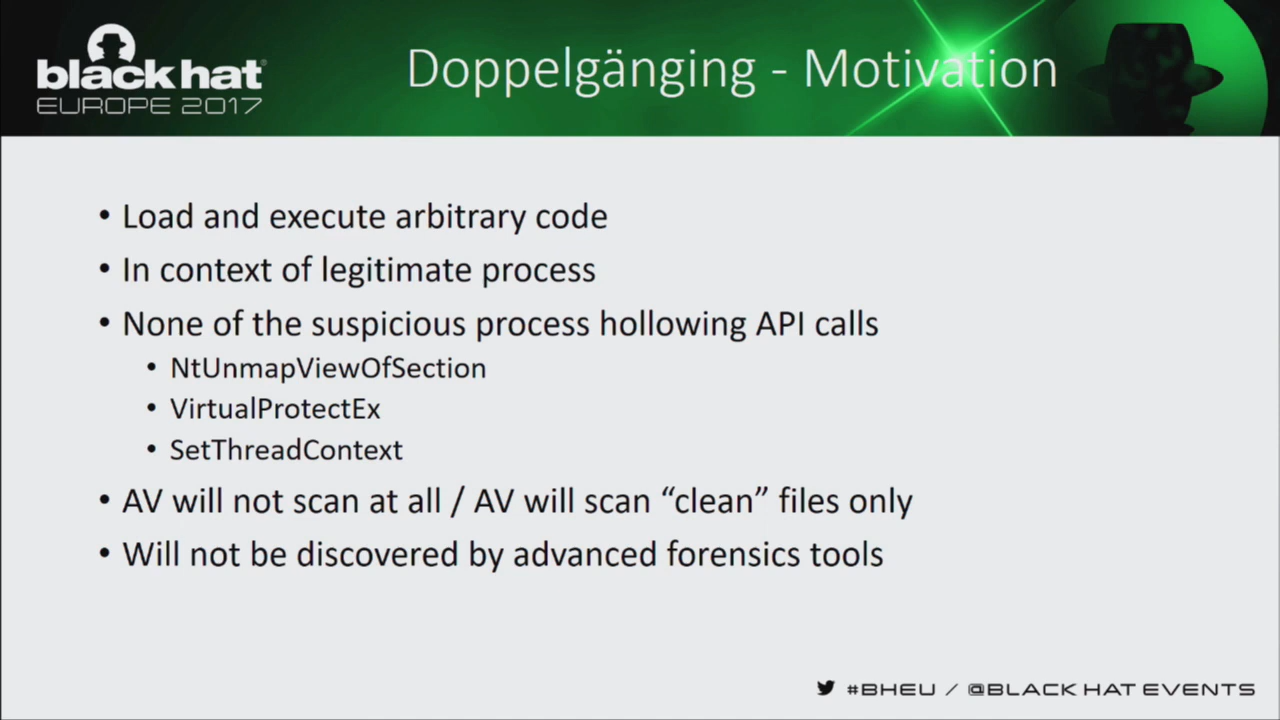 black hat
EUROPE 2017
Doppelgänging - Motivation
• Load and execute arbitrary code
• In context of legitimate process
• None of the suspicious process hollowing API calls
• NtUnmapViewOfSection
• VirtualProtectEx
• SetThreadContext
• AV will not scan at all / AV will scan “clean” files only
• Will not be discovered by advanced forensics tools
#BHEU / @BLACK HAT EVENTS